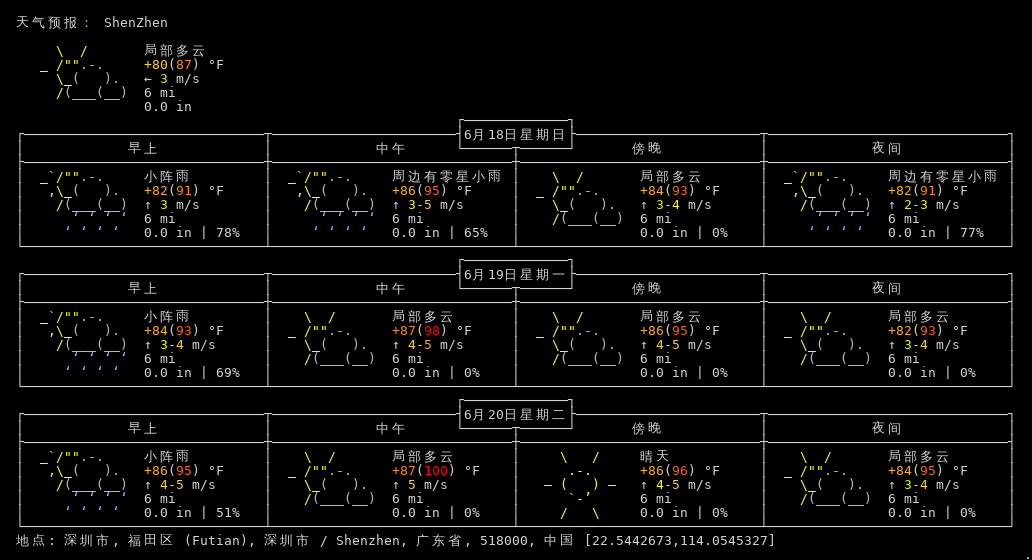 天气预报： ShenZhen
局部多云
+80(87) °F
← 3 m/s
6 mi
0.0 in
6月18日星期日
早上 中午 傍晚 夜间
小阵雨 周边有零星小雨 局部多云 周边有零星小雨
+82(91) °F +86(95) °F +84(93) °F +82(91) °F
↑ 3 m/s ↑ 3-5 m/s ↑ 3-4 m/s ↑ 2-3 m/s
6 mi 6 mi 6 mi 6 mi
0.0 in | 78% 0.0 in | 65% 0.0 in | 0% 0.0 in | 77%
6月19日星期一
早上 中午 傍晚 夜间
小阵雨 局部多云 局部多云 局部多云
+84(93) °F +87(98) °F +86(95) °F +82(93) °F
↑ 3-4 m/s ↑ 4-5 m/s ↑ 4-5 m/s ↑ 3-4 m/s
6 mi 6 mi 6 mi 6 mi
0.0 in | 69% 0.0 in | 0% 0.0 in | 0% 0.0 in | 0%
6月20日星期二
早上 中午 傍晚 夜间
小阵雨 局部多云 晴天 局部多云
+86(95) °F +87(100) °F +86(96) °F +84(95) °F
↑ 4-5 m/s ↑ 5 m/s ↑ 4-5 m/s ↑ 3-4 m/s
6 mi 6 mi 6 mi 6 mi
0.0 in | 51% 0.0 in | 0% 0.0 in | 0% 0.0 in | 0%
地点: 深圳市, 福田区 (Futian), 深圳市 / Shenzhen, 广东省, 518000, 中国 [22.5442673,114.0545327]